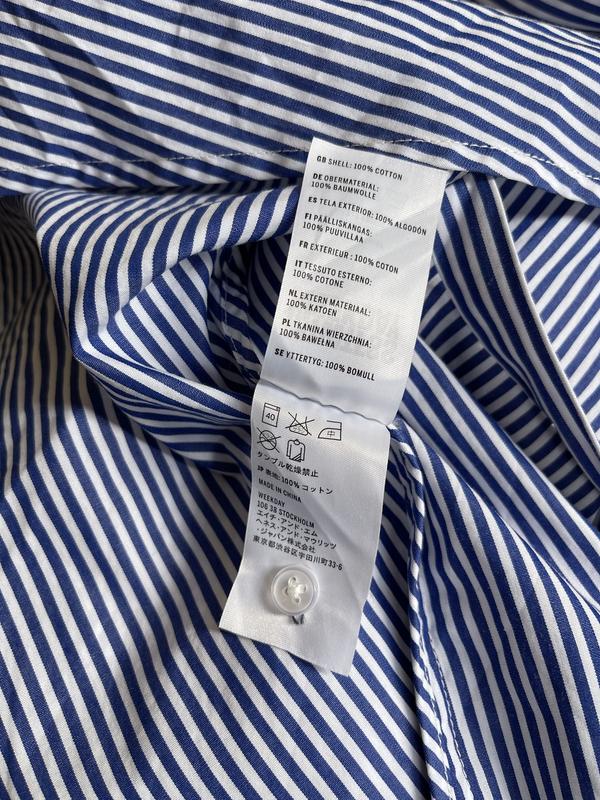 GB SHELL: 100% COTTON
DE OBERMATERIAL:
100% BAUMWOLLE
ES TELA EXTERIOR: 100% ALGODÓN
FI PÄÄLLISKANGAS:
100% PUUVILLAA
FR EXTERIEUR : 100% COTON
IT TESSUTO ESTERNO:
100% COTONE
NL EXTERN MATERIAAL:
100% KATOEN
PL TKANINA WIERZCHNIA:
100% BAWEŁNA
SE YTTERTYG: 100% BOMULL
40 中
タンブル乾燥禁止
JP 表地: 100% コットン
MADE IN CHINA
WEEKDAY
106 38 STOCKHOLM
エイチ・アンド・エム
ヘネス・アンド・マウリッツ
・ジャパン株式会社
東京都渋谷区宇田川町33-6